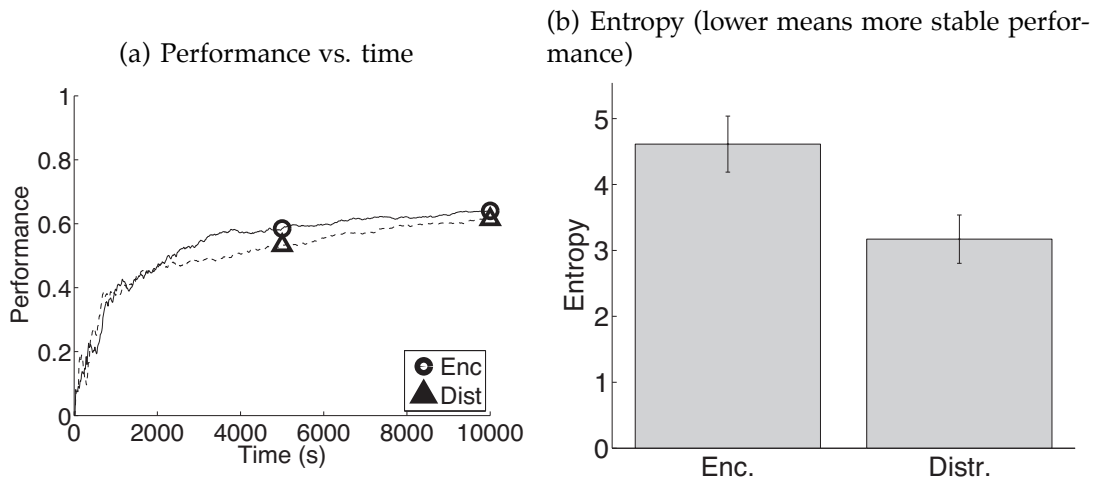 (a) Performance vs. time
1
0.8
0.6
0.4
0.2
0
Performance
0 2000 4000 6000 8000 10000
Time (s)
Enc
Dist
(b) Entropy (lower means more stable perfor-
mance)
5
4
3
2
1
0
Entropy
Enc. Distr.